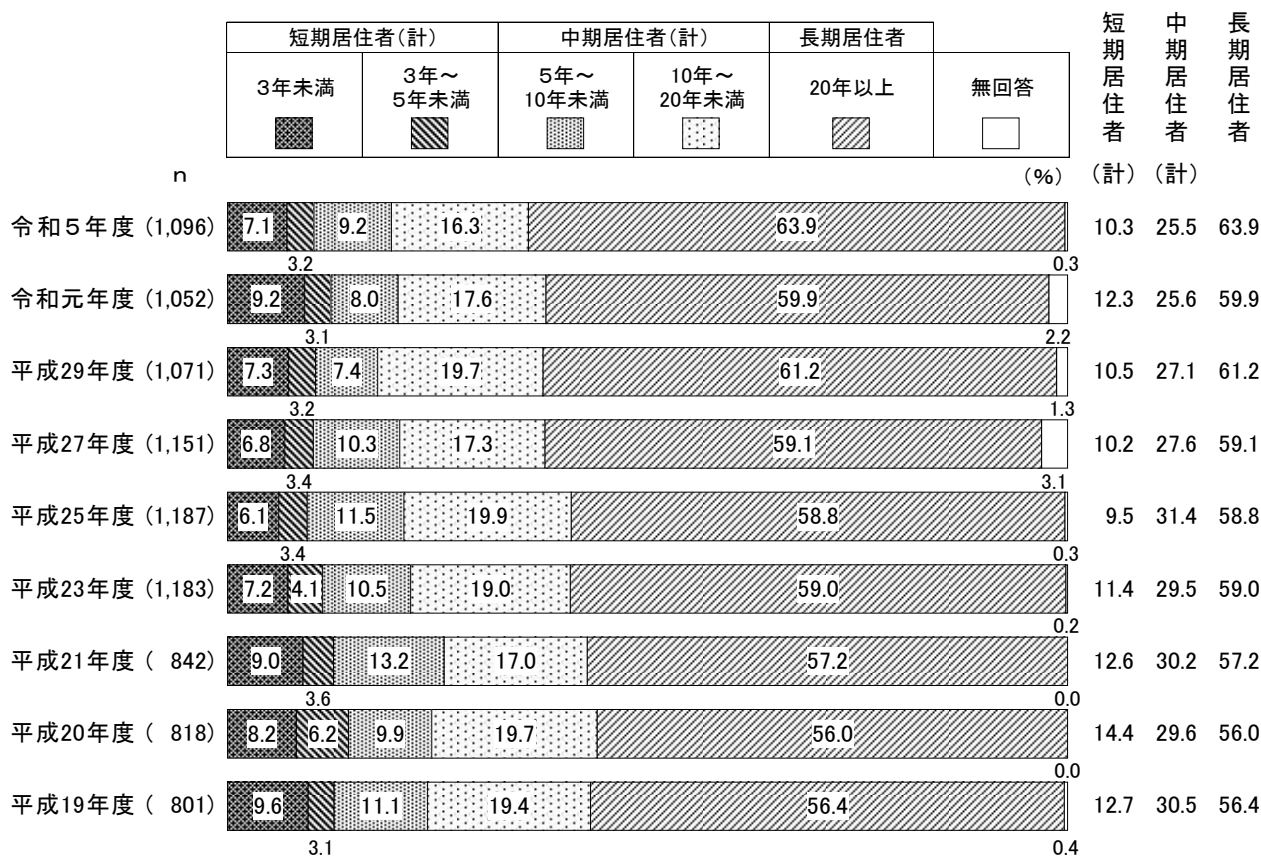 短期居住者(計) 中期居住者(計) 長期居住者
3年未満 3年～5年未満 5年～10年未満 10年～20年未満 20年以上 無回答
短期居住者(計) 中期居住者(計) 長期居住者
n (%)
令和5年度 (1,096) 7.1 3.2 9.2 16.3 63.9 0.3 10.3 25.5 63.9
令和元年度 (1,052) 9.2 3.1 8.0 17.6 59.9 2.2 12.3 25.6 59.9
平成29年度 (1,071) 7.3 3.2 7.4 19.7 61.2 1.3 10.5 27.1 61.2
平成27年度 (1,151) 6.8 3.4 10.3 17.3 59.1 3.1 10.2 27.6 59.1
平成25年度 (1,187) 6.1 3.4 11.5 19.9 58.8 0.3 9.5 31.4 58.8
平成23年度 (1,183) 7.2 4.1 10.5 19.0 59.0 0.2 11.4 29.5 59.0
平成21年度 ( 842) 9.0 3.6 13.2 17.0 57.2 0.0 12.6 30.2 57.2
平成20年度 ( 818) 8.2 6.2 9.9 19.7 56.0 0.0 14.4 29.6 56.0
平成19年度 ( 801) 9.6 3.1 11.1 19.4 56.4 0.4 12.7 30.5 56.4